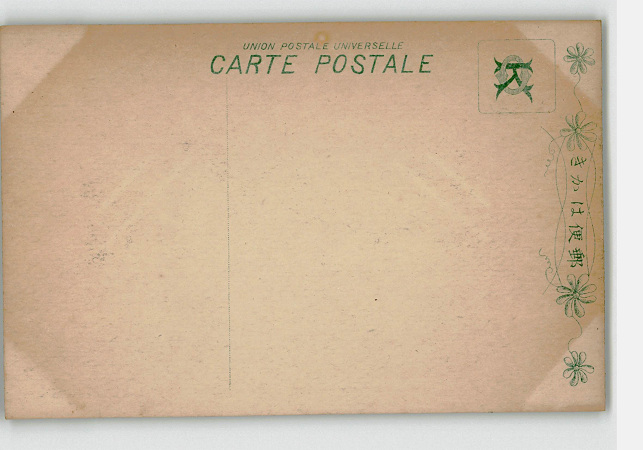 UNION POSTALE UNIVERSELLE
CARTE POSTALE
きかは便郵